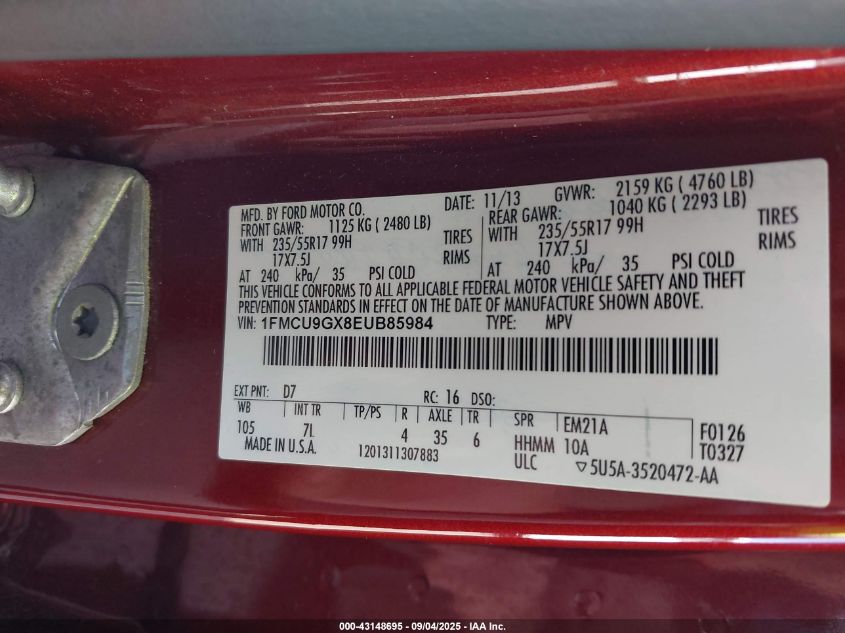 MFD. BY FORD MOTOR CO. DATE: 11/13 GVWR: 2159 KG ( 4760 LB)
FRONT GAWR: 1125 KG ( 2480 LB) REAR GAWR: 1040 KG ( 2293 LB)
WITH 235/55R17 99H TIRES WITH 235/55R17 99H TIRES
17X7.5J RIMS 17X7.5J RIMS
AT 240 kPa/ 35 PSI COLD AT 240 kPa/ 35 PSI COLD
THIS VEHICLE CONFORMS TO ALL APPLICABLE FEDERAL MOTOR VEHICLE SAFETY AND THEFT
PREVENTION STANDARDS IN EFFECT ON THE DATE OF MANUFACTURE SHOWN ABOVE.
VIN: 1FMCU9GX8EUB85984 TYPE: MPV
EXT PNT: D7 RC: 16 DSO:
WB INT TR TP/PS R AXLE TR SPR EM21A F0126
105 7L 4 35 6 HHMM 10A T0327
MADE IN U.S.A. 1201311307883 ULC ▽5U5A-3520472-AA
000-43148695 - 09/04/2025 - IAA Inc.